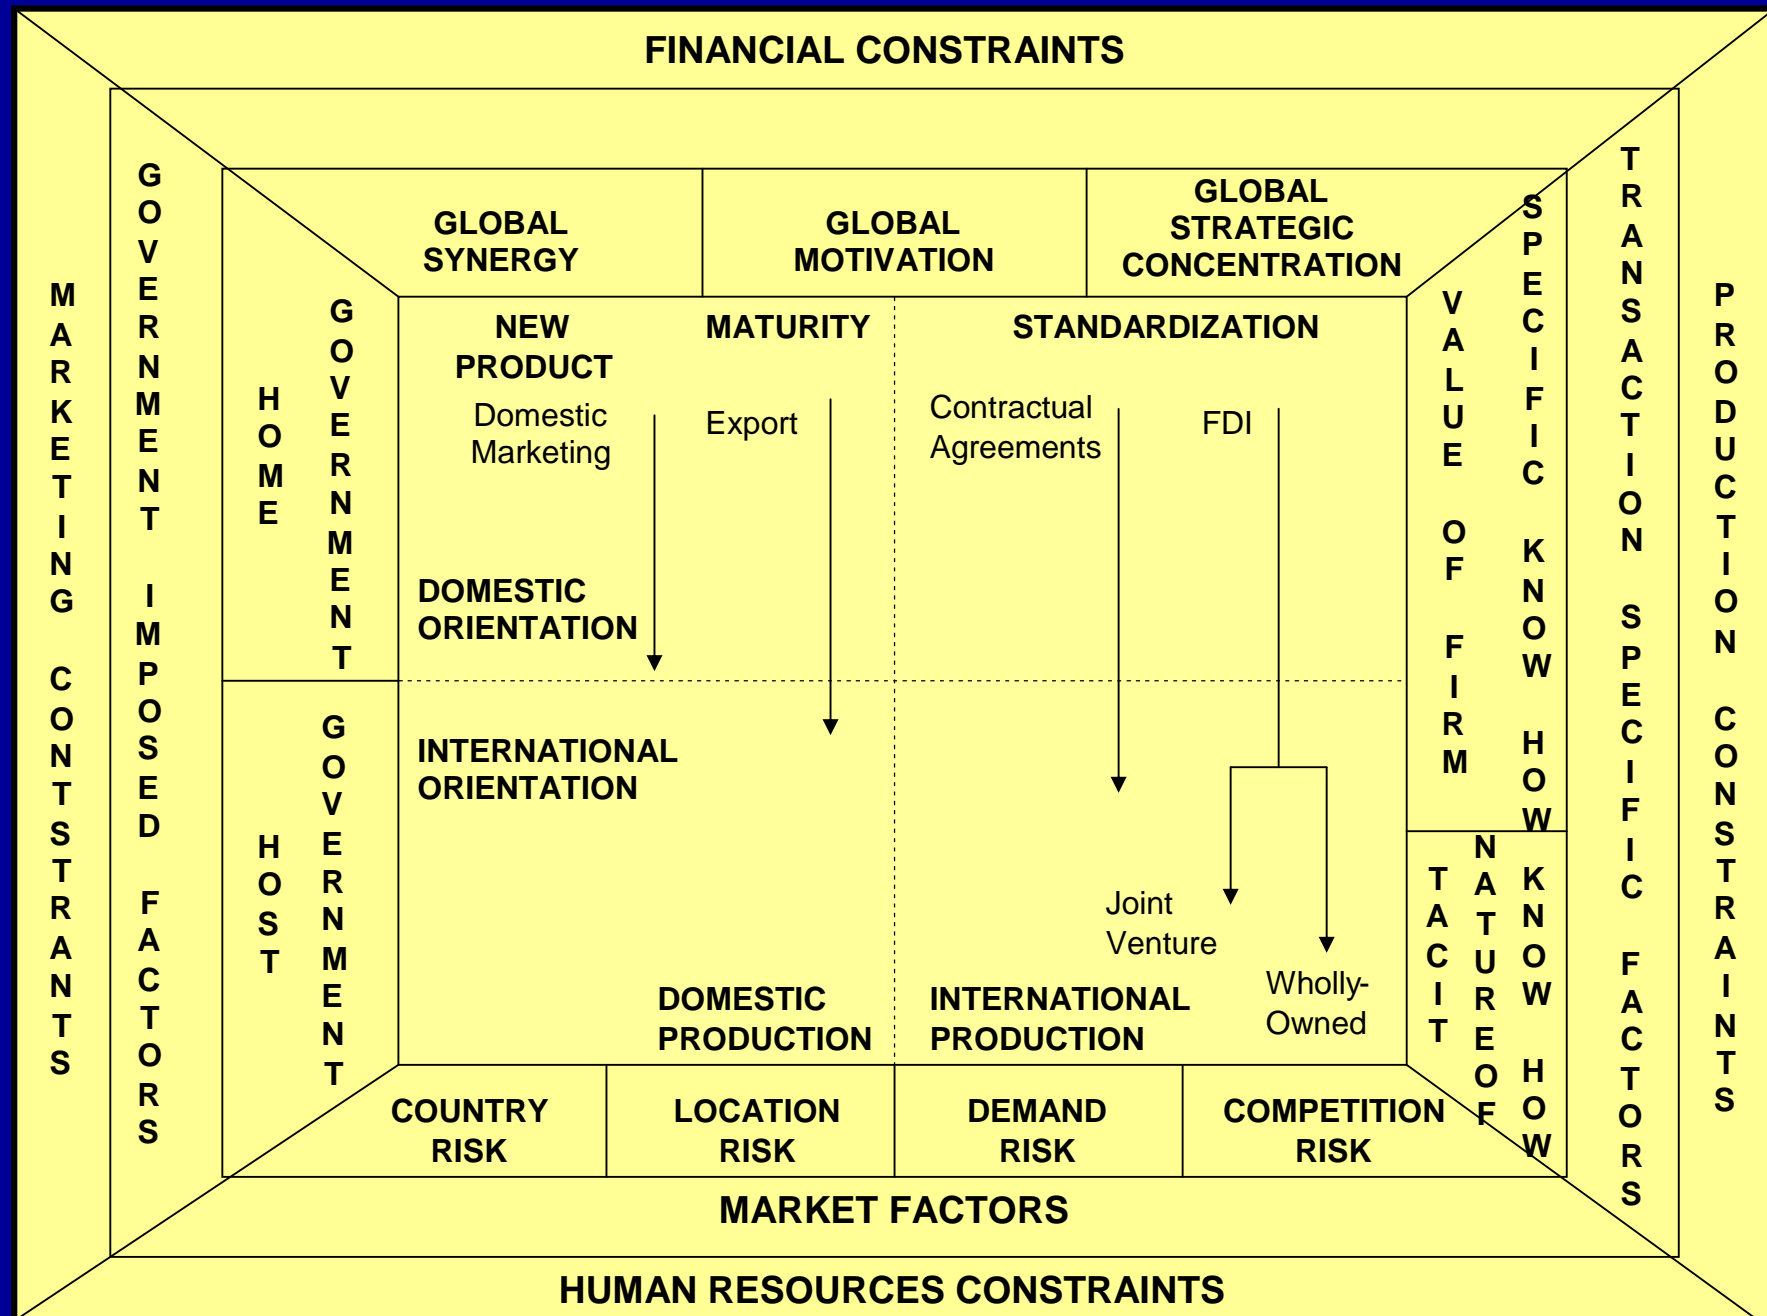 FINANCIAL CONSTRAINTS
MARKETING CONTSTRANTS
GOVERNMENT IMPOSED FACTORS
HOME
GOVERNMENT
HOST
GOVERNMENT
GLOBAL
SYNERGY
GLOBAL
MOTIVATION
GLOBAL
STRATEGIC
CONCENTRATION
NEW
PRODUCT
MATURITY
STANDARDIZATION
Domestic
Marketing
Export
Contractual
Agreements
FDI
DOMESTIC
ORIENTATION
INTERNATIONAL
ORIENTATION
Joint
Venture
Wholly-
Owned
DOMESTIC
PRODUCTION
INTERNATIONAL
PRODUCTION
VALUE OF FIRM
SPECIFIC KNOW HOW
TACIT
NATURE OF
KNOW HOW
TRANSACTION SPECIFIC FACTORS
PRODUCTION CONSTRAINTS
COUNTRY
RISK
LOCATION
RISK
DEMAND
RISK
COMPETITION
RISK
MARKET FACTORS
HUMAN RESOURCES CONSTRAINTS